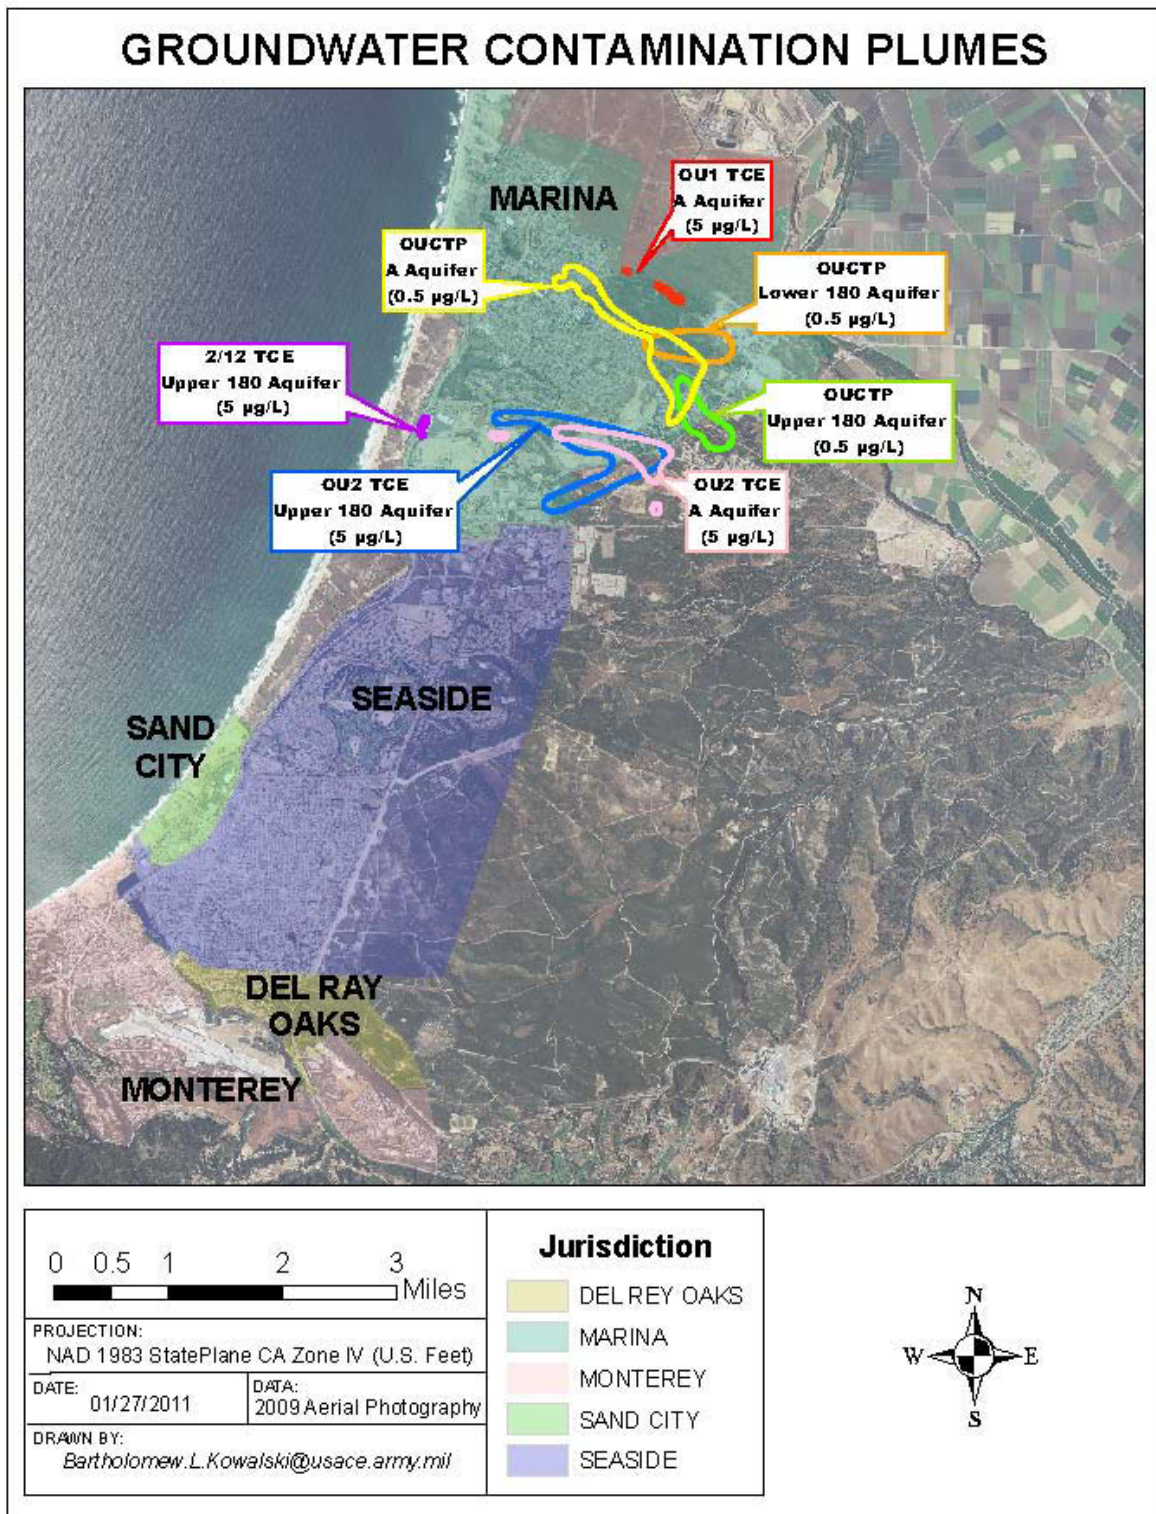 GROUNDWATER CONTAMINATION PLUMES
MARINA
OU1 TCE
A Aquifer
(5 µg/L)
OUCTP
A Aquifer
(0.5 µg/L)
OUCTP
Lower 180 Aquifer
(0.5 µg/L)
2/12 TCE
Upper 180 Aquifer
(5 µg/L)
OUCTP
Upper 180 Aquifer
(0.5 µg/L)
OU2 TCE
Upper 180 Aquifer
(5 µg/L)
OU2 TCE
A Aquifer
(5 µg/L)
SEASIDE
SAND
CITY
DEL RAY
OAKS
MONTEREY
0 0.5 1 2 3
Miles
PROJECTION:
NAD 1983 StatePlane CA Zone IV (U.S. Feet)
DATE:
01/27/2011
DATA:
2009 Aerial Photography
DRAWN BY:
Bartholomew.L.Kowalski@usace.army.mil
Jurisdiction
DEL REY OAKS
MARINA
MONTEREY
SAND CITY
SEASIDE
N
W E
S